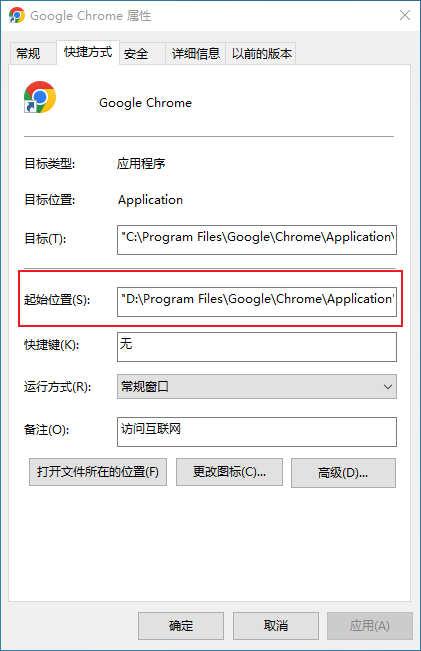 Google Chrome 属性
常规 快捷方式 安全 详细信息 以前的版本
Google Chrome
目标类型: 应用程序
目标位置: Application
目标(T): "C:\Program Files\Google\Chrome\Application\
起始位置(S): "D:\Program Files\Google\Chrome\Application"
快捷键(K): 无
运行方式(R): 常规窗口
备注(O): 访问互联网
打开文件所在的位置(F) 更改图标(C)... 高级(D)...
确定 取消 应用(A)